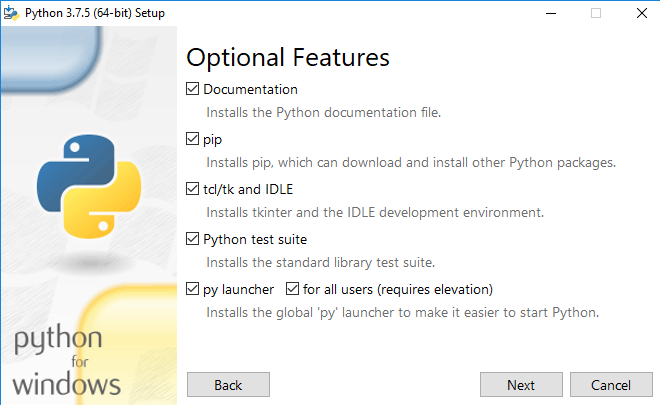 Python 3.7.5 (64-bit) Setup
Optional Features
Documentation
Installs the Python documentation file.
pip
Installs pip, which can download and install other Python packages.
tcl/tk and IDLE
Installs tkinter and the IDLE development environment.
Python test suite
Installs the standard library test suite.
py launcher for all users (requires elevation)
Installs the global 'py' launcher to make it easier to start Python.
python
for
windows
Back Next Cancel